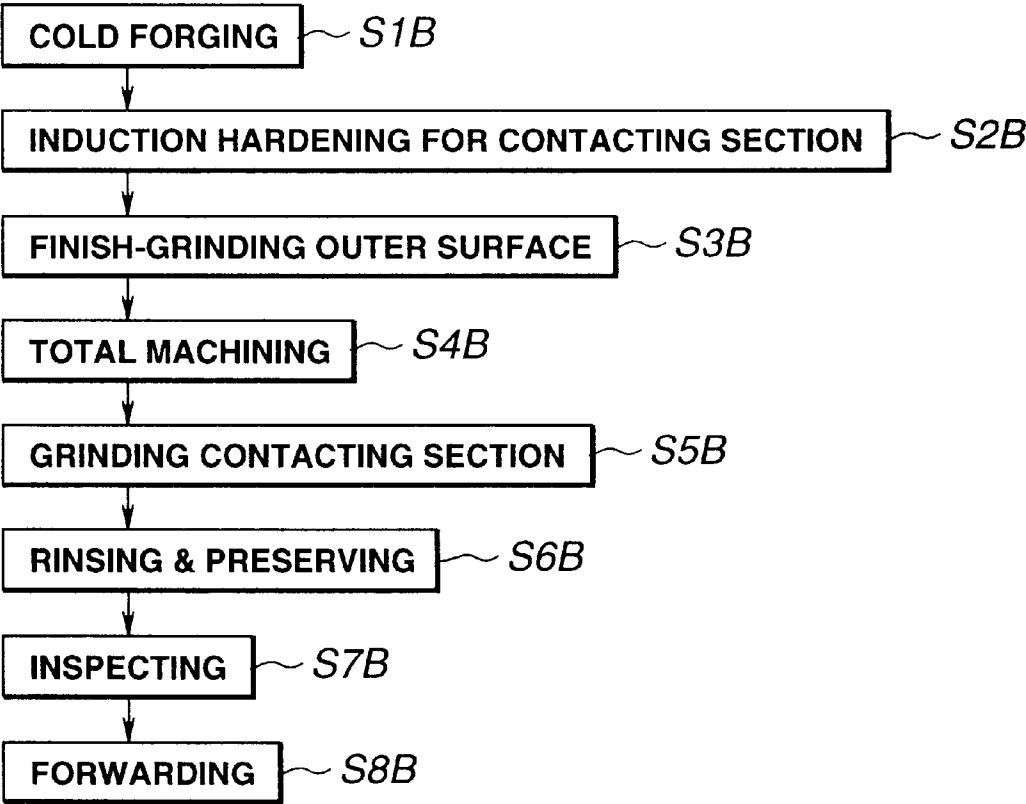 COLD FORGING S1B
INDUCTION HARDENING FOR CONTACTING SECTION S2B
FINISH-GRINDING OUTER SURFACE S3B
TOTAL MACHINING S4B
GRINDING CONTACTING SECTION S5B
RINSING & PRESERVING S6B
INSPECTING S7B
FORWARDING S8B